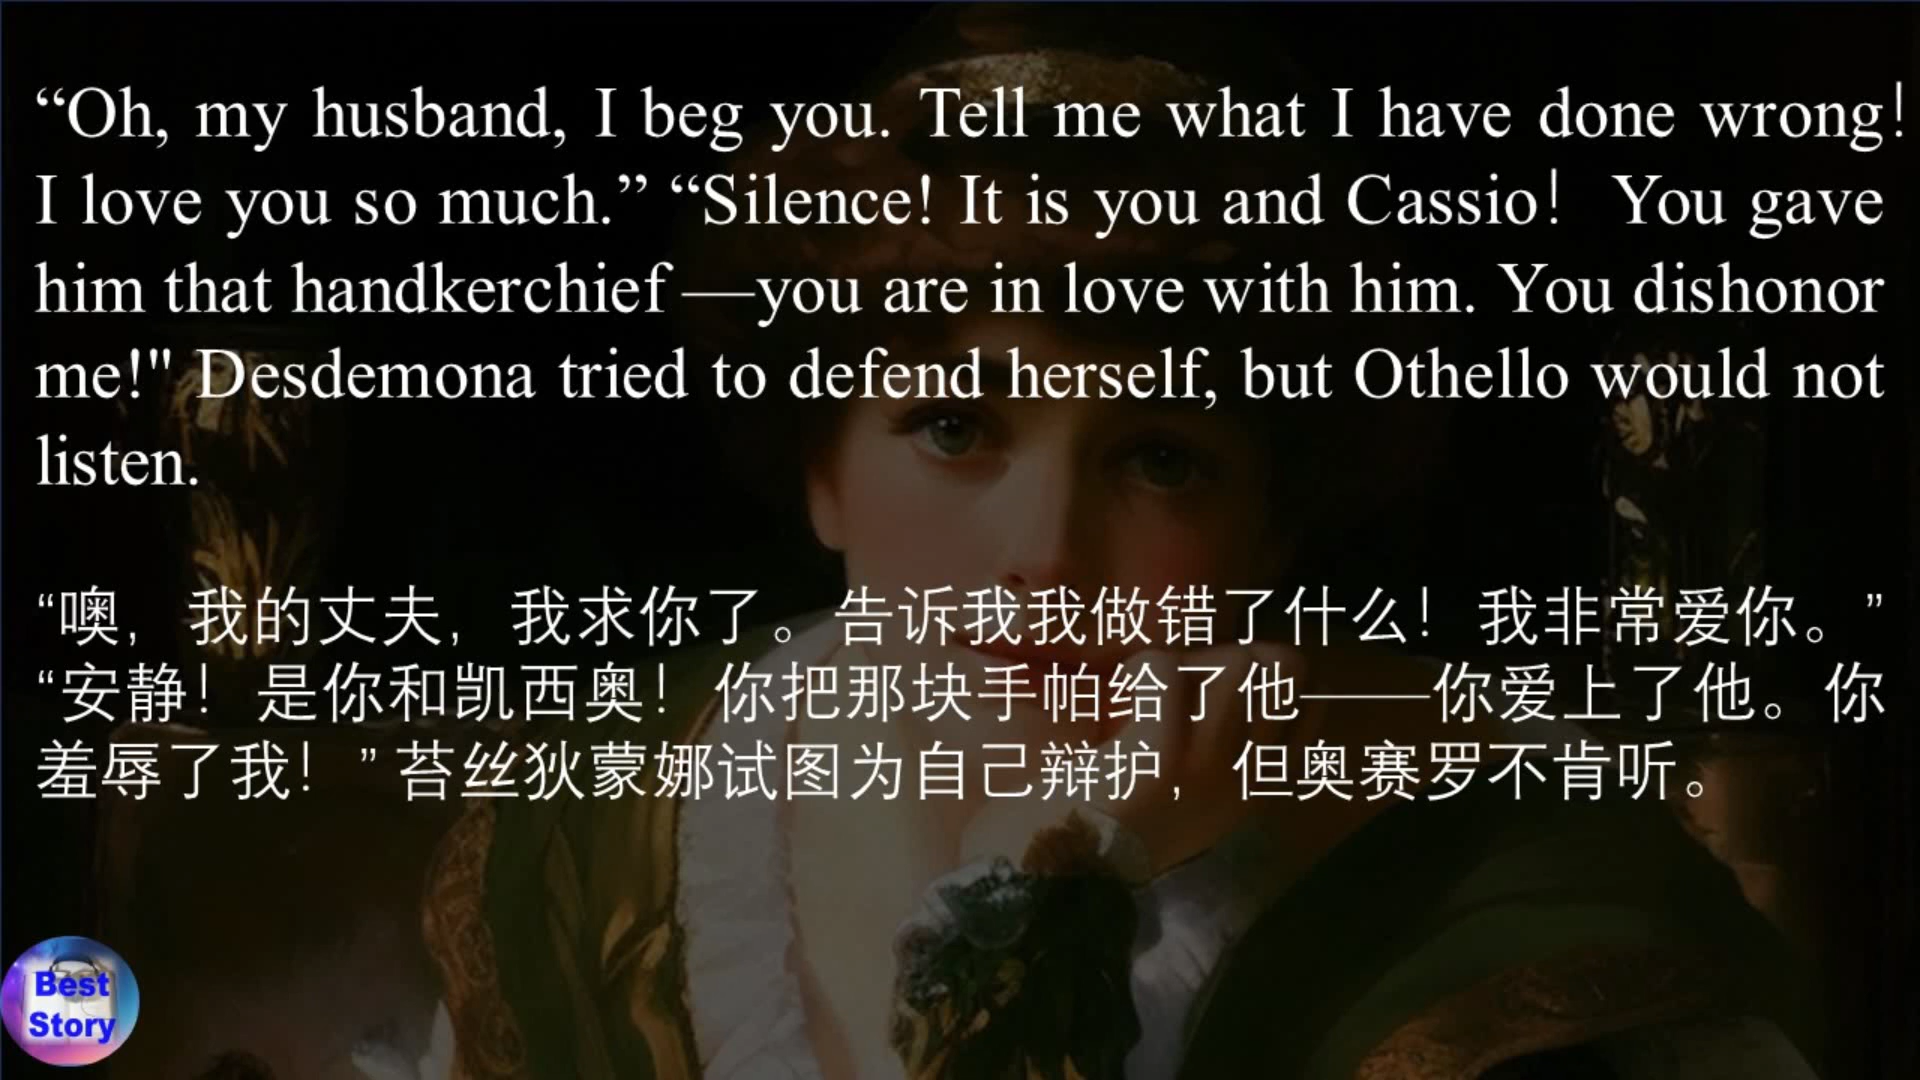 “Oh, my husband, I beg you. Tell me what I have done wrong！
I love you so much.” “Silence! It is you and Cassio！ You gave
him that handkerchief —you are in love with him. You dishonor
me!" Desdemona tried to defend herself, but Othello would not
listen.
“噢，我的丈夫，我求你了。告诉我我做错了什么！我非常爱你。”
“安静！是你和凯西奥！你把那块手帕给了他——你爱上了他。你
羞辱了我！”苔丝狄蒙娜试图为自己辩护，但奥赛罗不肯听。
Best
Story